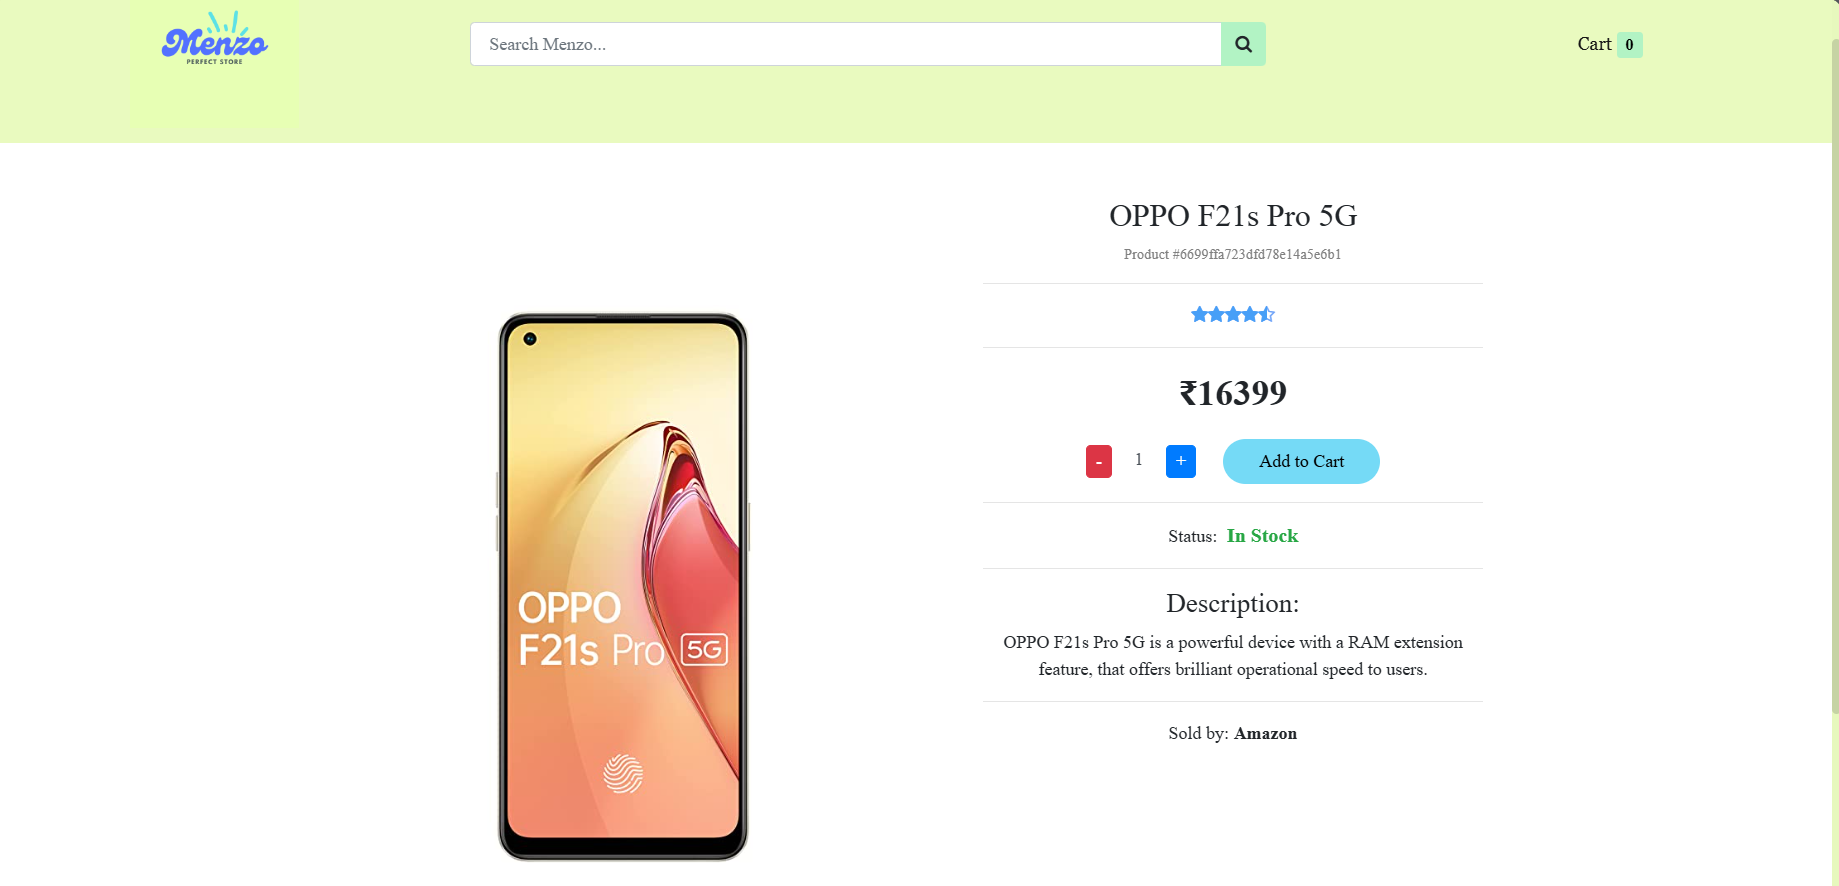 Menzo
PERFECT STORE
Search Menzo...
Cart 0
OPPO F21s Pro 5G
Product #6699ffa723dfd78e14a5e6b1
₹16399
- 1 + Add to Cart
Status: In Stock
Description:
OPPO F21s Pro 5G is a powerful device with a RAM extension
feature, that offers brilliant operational speed to users.
Sold by: Amazon
OPPO
F21s Pro 5G